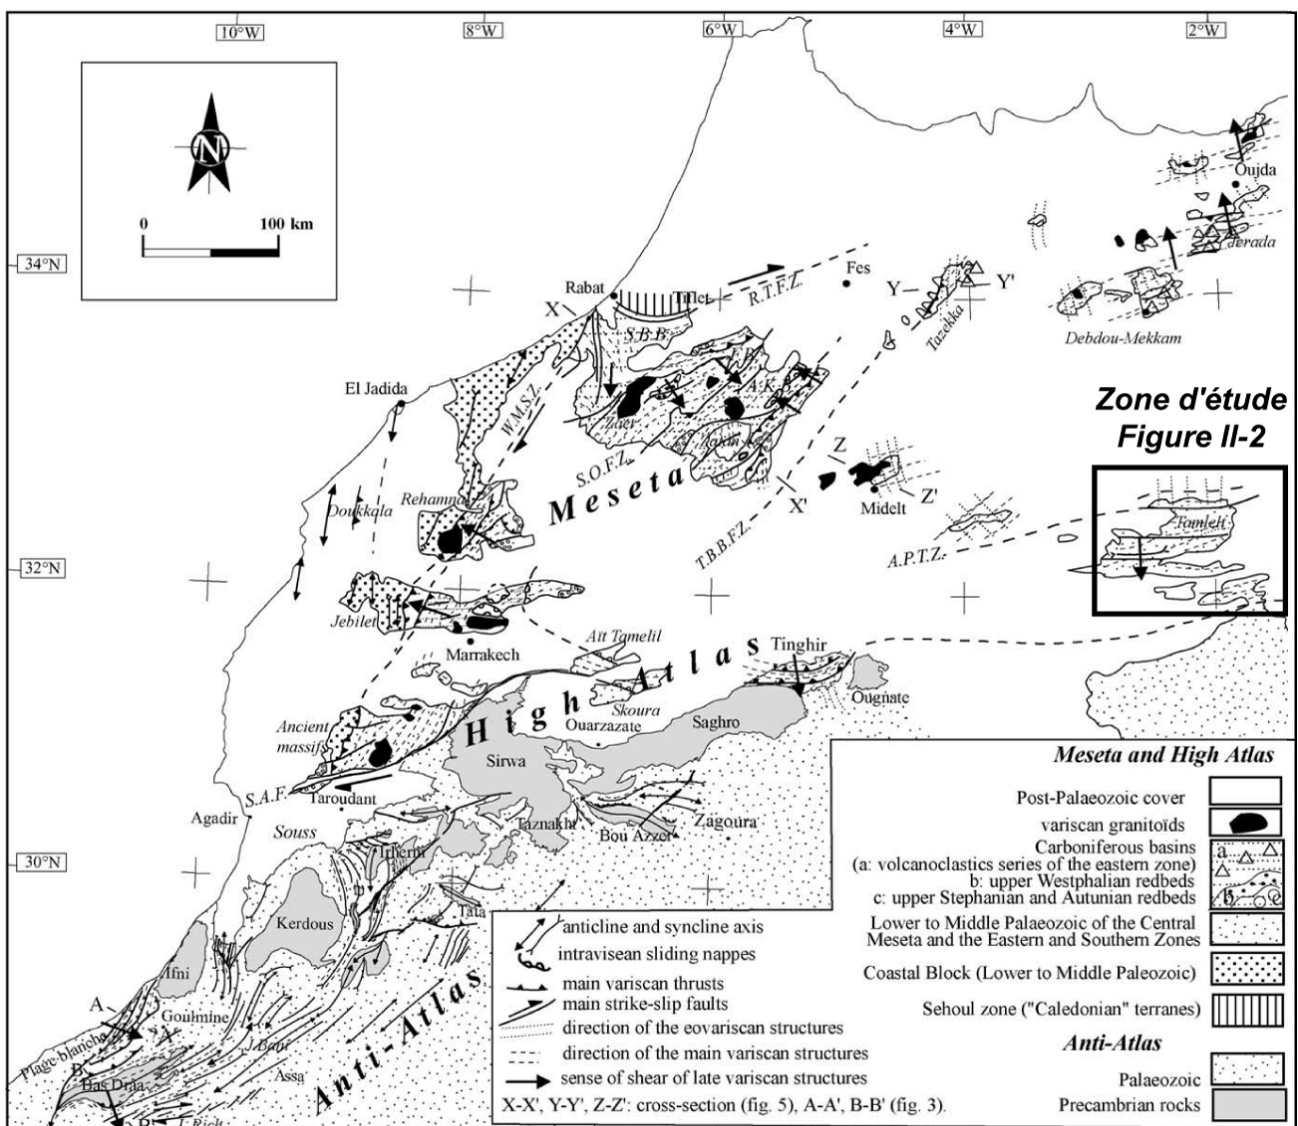 10°W
8°W
6°W
4°W
2°W
N
0 100 km
34°N
32°N
30°N
Oujda
Jerada
Debdou-Mekkam
Fes
R.T.F.Z.
Rabat
Tiflet
X
S.B.B.
Y
Y'
Tazekka
El Jadida
W.M.S.Z.
Zaer
S.O.F.Z.
Meseta
X'
T.B.B.F.Z.
Z
Z'
Midelt
A.P.T.Z.
Zone d'étude
Figure II-2
Tamlelt
Doukkala
Rehamna
Jebilet
Marrakech
Aït Tamelil
High Atlas
Tinghir
Skoura
Ouarzazate
Saghro
Ougnate
Ancient
massifs
Sirwa
S.A.F.
Taroudant
Agadir
Souss
Taznakht
Bou Azzer
Zagoura
Irherm
Kerdous
Tata
Ifni
A
A'
Goulmine
Plage-blanche
B
Bas Draa
B'
J.Bani
Assa
J. Rich
Anti-Atlas
Meseta and High Atlas
Post-Palaeozoic cover
variscan granitoïds
Carboniferous basins
(a: volcanoclastics series of the eastern zone)
b: upper Westphalian redbeds
c: upper Stephanian and Autunian redbeds
a
b
c
Lower to Middle Palaeozoic of the Central
Meseta and the Eastern and Southern Zones
Coastal Block (Lower to Middle Paleozoic)
Sehoul zone ("Caledonian" terranes)
Anti-Atlas
Palaeozoic
Precambrian rocks
anticline and syncline axis
intravisean sliding nappes
main variscan thrusts
main strike-slip faults
direction of the eovariscan structures
direction of the main variscan structures
sense of shear of late variscan structures
X-X', Y-Y', Z-Z': cross-section (fig. 5), A-A', B-B' (fig. 3).